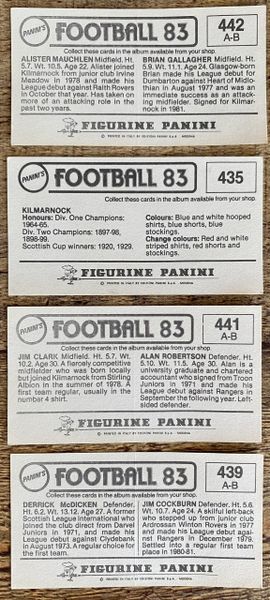 PANINI'S
FOOTBALL 83
442
A-B
Collect these cards in the album available from your shop.
ALISTER MAUCHLEN Midfield. Ht.
5.7. Wt. 10.5. Age 22. Alister joined
Kilmarnock from junior club Irvine
Meadow in 1978 and made his
League debut against Raith Rovers
in October that year. Has taken on
more of an attacking role in the
past two years.
BRIAN GALLAGHER Midfield. Ht.
5.9. Wt. 11.1. Age 24. Glasgow-born
Brian made his League debut for
Dumbarton against Heart of Midlo-
thian in August 1977 and was an
immediate success as an attack-
ing midfielder. Signed for Kilmar-
nock in 1981.
FIGURINE PANINI
PANINI'S
FOOTBALL 83
435
Collect these cards in the album available from your shop.
KILMARNOCK
Honours: Div. One Champions:
1964-65.
Div. Two Champions: 1897-98,
1898-99.
Scottish Cup winners: 1920, 1929.
Colours: Blue and white hooped
shirts, blue shorts, blue
stockings.
Change colours: Red and white
striped shirts, red shorts and
stockings.
FIGURINE PANINI
PANINI'S
FOOTBALL 83
441
A-B
Collect these cards in the album available from your shop.
JIM CLARK Midfield. Ht. 5.7. Wt.
10.2. Age 30. A fiercely competitive
midfielder who was born locally
but joined Kilmarnock from Stirling
Albion in the summer of 1978. A
first team regular, usually in the
number 4 shirt.
ALAN ROBERTSON Defender.
Ht. 5.10. Wt. 11.5. Age 30. Alan is a
university graduate and chartered
accountant who signed from Troon
Juniors in 1971 and made his
League debut against Rangers in
September the following year. Left-
sided defender.
FIGURINE PANINI
PANINI'S
FOOTBALL 83
439
A-B
Collect these cards in the album available from your shop.
DERRICK McDICKEN Defender.
Ht. 6.2. Wt. 13.12. Age 27. A former
Scottish League international who
joined the club direct from Darvel
Juniors in 1971, and made his
League debut against Clydebank
in August 1973. A regular choice for
the first team.
JIM COCKBURN Defender. Ht. 5.6.
Wt. 10.7. Age 24. A skilful left-back
who stepped up from junior club
Ardrossan Winton Rovers in 1977
and made his League debut
against Rangers in December 1979.
Moved into a regular first team
place in 1980-81.
FIGURINE PANINI